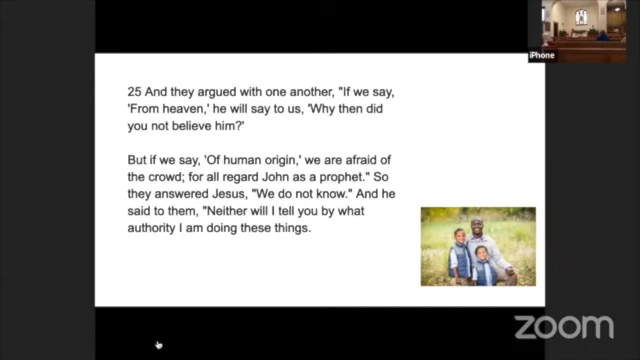 iPhone
25 And they argued with one another, "If we say,
'From heaven,' he will say to us, 'Why then did
you not believe him?'
But if we say, 'Of human origin,' we are afraid of
the crowd; for all regard John as a prophet." So
they answered Jesus, "We do not know." And he
said to them, "Neither will I tell you by what
authority I am doing these things.
zoom